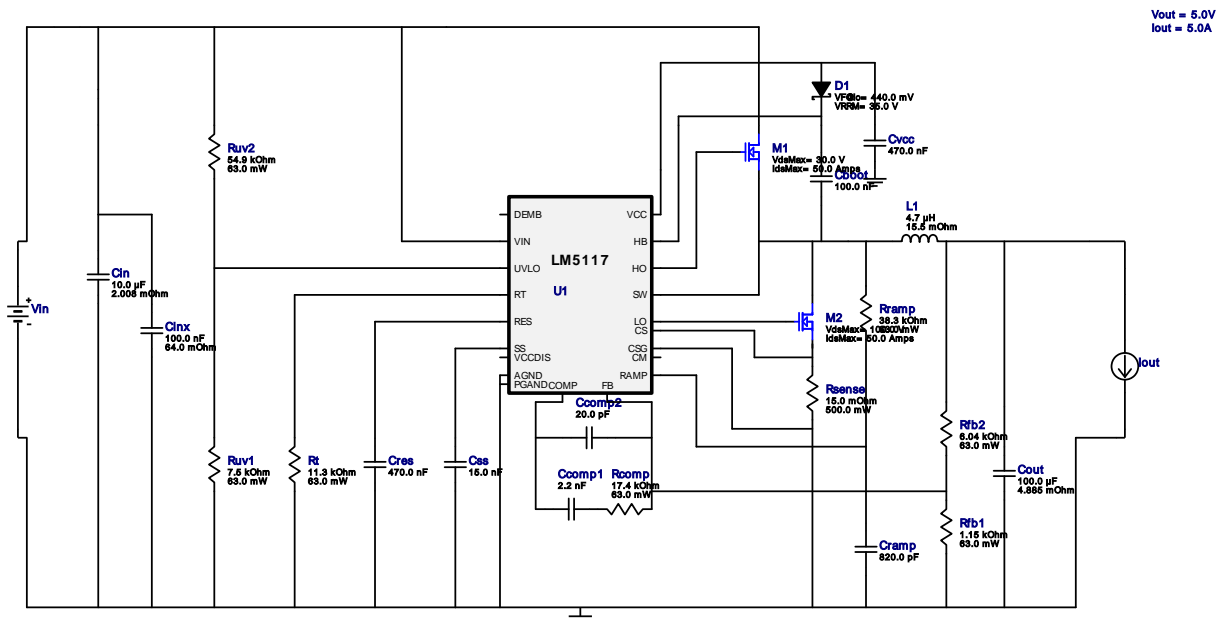 Vout = 5.0V
Iout = 5.0A
D1
VRRM= 35.0 V
Ruv2
54.9 kOhm
63.0 mW
M1
VdsMax= 30.0 V
IdsMax= 50.0 Amps
Cvcc
470.0 nF
Cboot
100.0 nF
L1
4.7 µH
15.5 mOhm
DEMB
VCC
VIN
HB
LM5117
UVLO
HO
U1
RT
SW
RES
LO
CS
SS
CSG
VCCDIS
CM
AGND
RAMP
PGAND
COMP
FB
Vin
+
-
Cin
10.0 µF
2.008 mOhm
Cinx
100.0 nF
64.0 mOhm
M2
IdsMax= 50.0 Amps
Rramp
38.3 kOhm
Iout
Rsense
15.0 mOhm
500.0 mW
Ccomp2
20.0 pF
Rfb2
6.04 kOhm
63.0 mW
Ruv1
7.5 kOhm
63.0 mW
Rt
11.3 kOhm
63.0 mW
Cres
470.0 nF
Css
15.0 nF
Ccomp1
2.2 nF
Rcomp
17.4 kOhm
63.0 mW
Cout
100.0 µF
4.885 mOhm
Rfb1
1.15 kOhm
63.0 mW
Cramp
820.0 pF